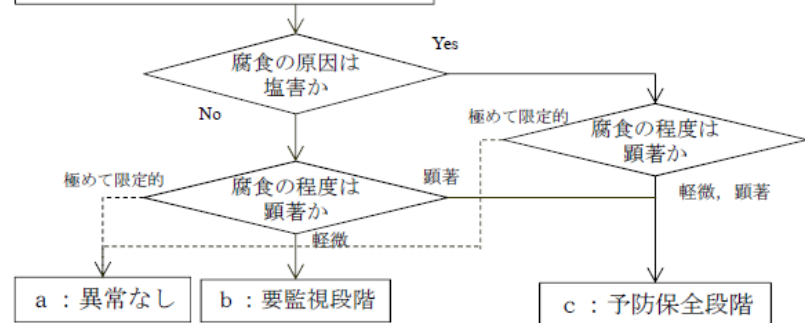 Yes
腐食の原因は
塩害か
No
極めて限定的
腐食の程度は
顕著か
極めて限定的
腐食の程度は
顕著か
顕著
軽微，顕著
軽微
a：異常なし
b：要監視段階
c：予防保全段階